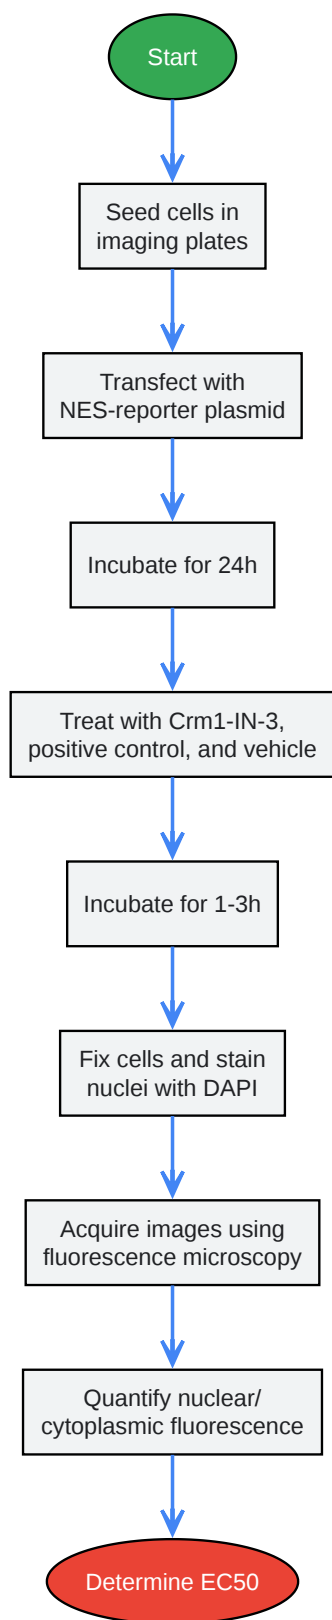 Start
Seed cells in
imaging plates
Transfect with
NES-reporter plasmid
Incubate for 24h
Treat with Crm1-IN-3,
positive control, and vehicle
Incubate for 1-3h
Fix cells and stain
nuclei with DAPI
Acquire images using
fluorescence microscopy
Quantify nuclear/
cytoplasmic fluorescence
Determine EC50